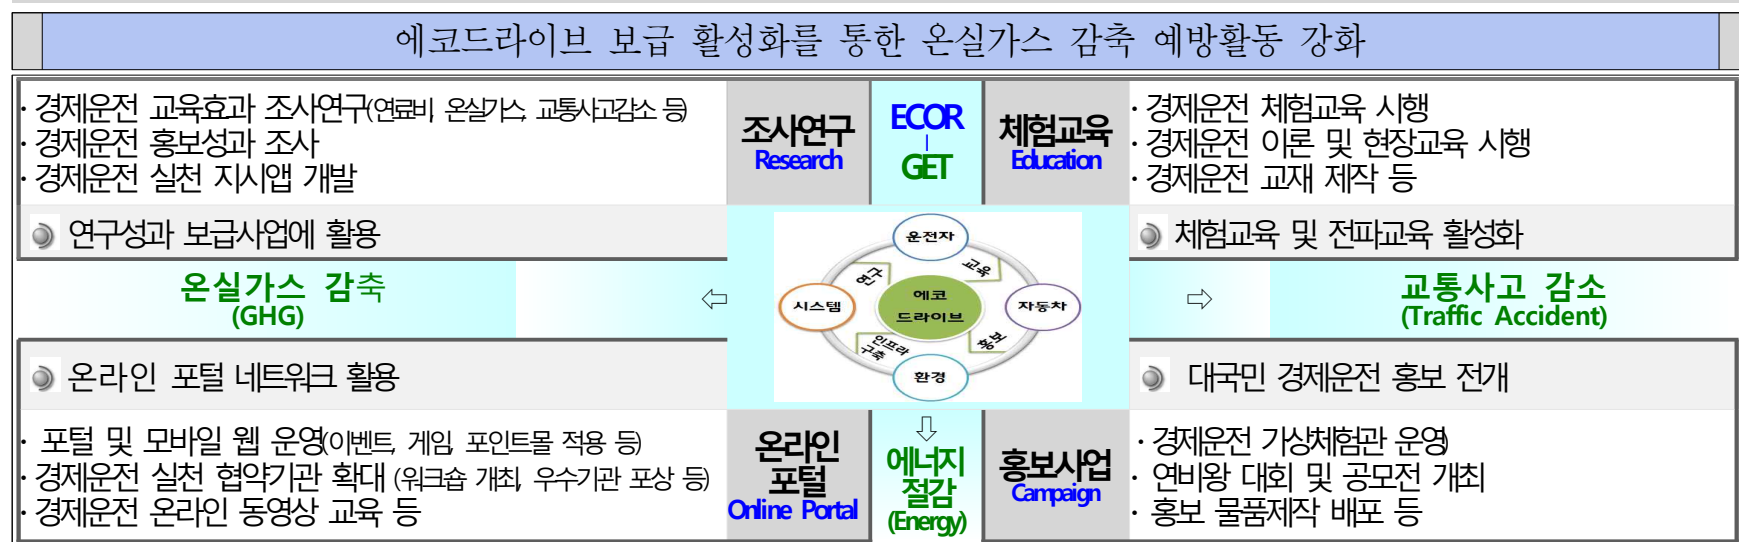 에코드라이브 보급 활성화를 통한 온실가스 감축 예방활동 강화
· 경제운전 교육효과 조사연구(연료비, 온실가스, 교통사고감소 등)
· 경제운전 홍보성과 조사
· 경제운전 실천 지시앱 개발
연구성과 보급사업에 활용
조사연구
Research
ECOR
-
GET
체험교육
Education
· 경제운전 체험교육 시행
· 경제운전 이론 및 현장교육 시행
· 경제운전 교재 제작 등
체험교육 및 전파교육 활성화
온실가스 감축
(GHG)
⇦
운전자
연구
교육
시스템
에코
드라이브
자동차
인프라
구축
홍보
환경
⇨
교통사고 감소
(Traffic Accident)
온라인 포털 네트워크 활용
· 포털 및 모바일 웹 운영(이벤트, 게임, 포인트몰 적용 등)
· 경제운전 실천 협약기관 확대 (워크숍 개최, 우수기관 포상 등)
· 경제운전 온라인 동영상 교육 등
온라인
포털
Online Portal
⇩
에너지
절감
(Energy)
홍보사업
Campaign
대국민 경제운전 홍보 전개
· 경제운전 가상체험관 운영)
· 연비왕 대회 및 공모전 개최
· 홍보 물품제작 배포 등